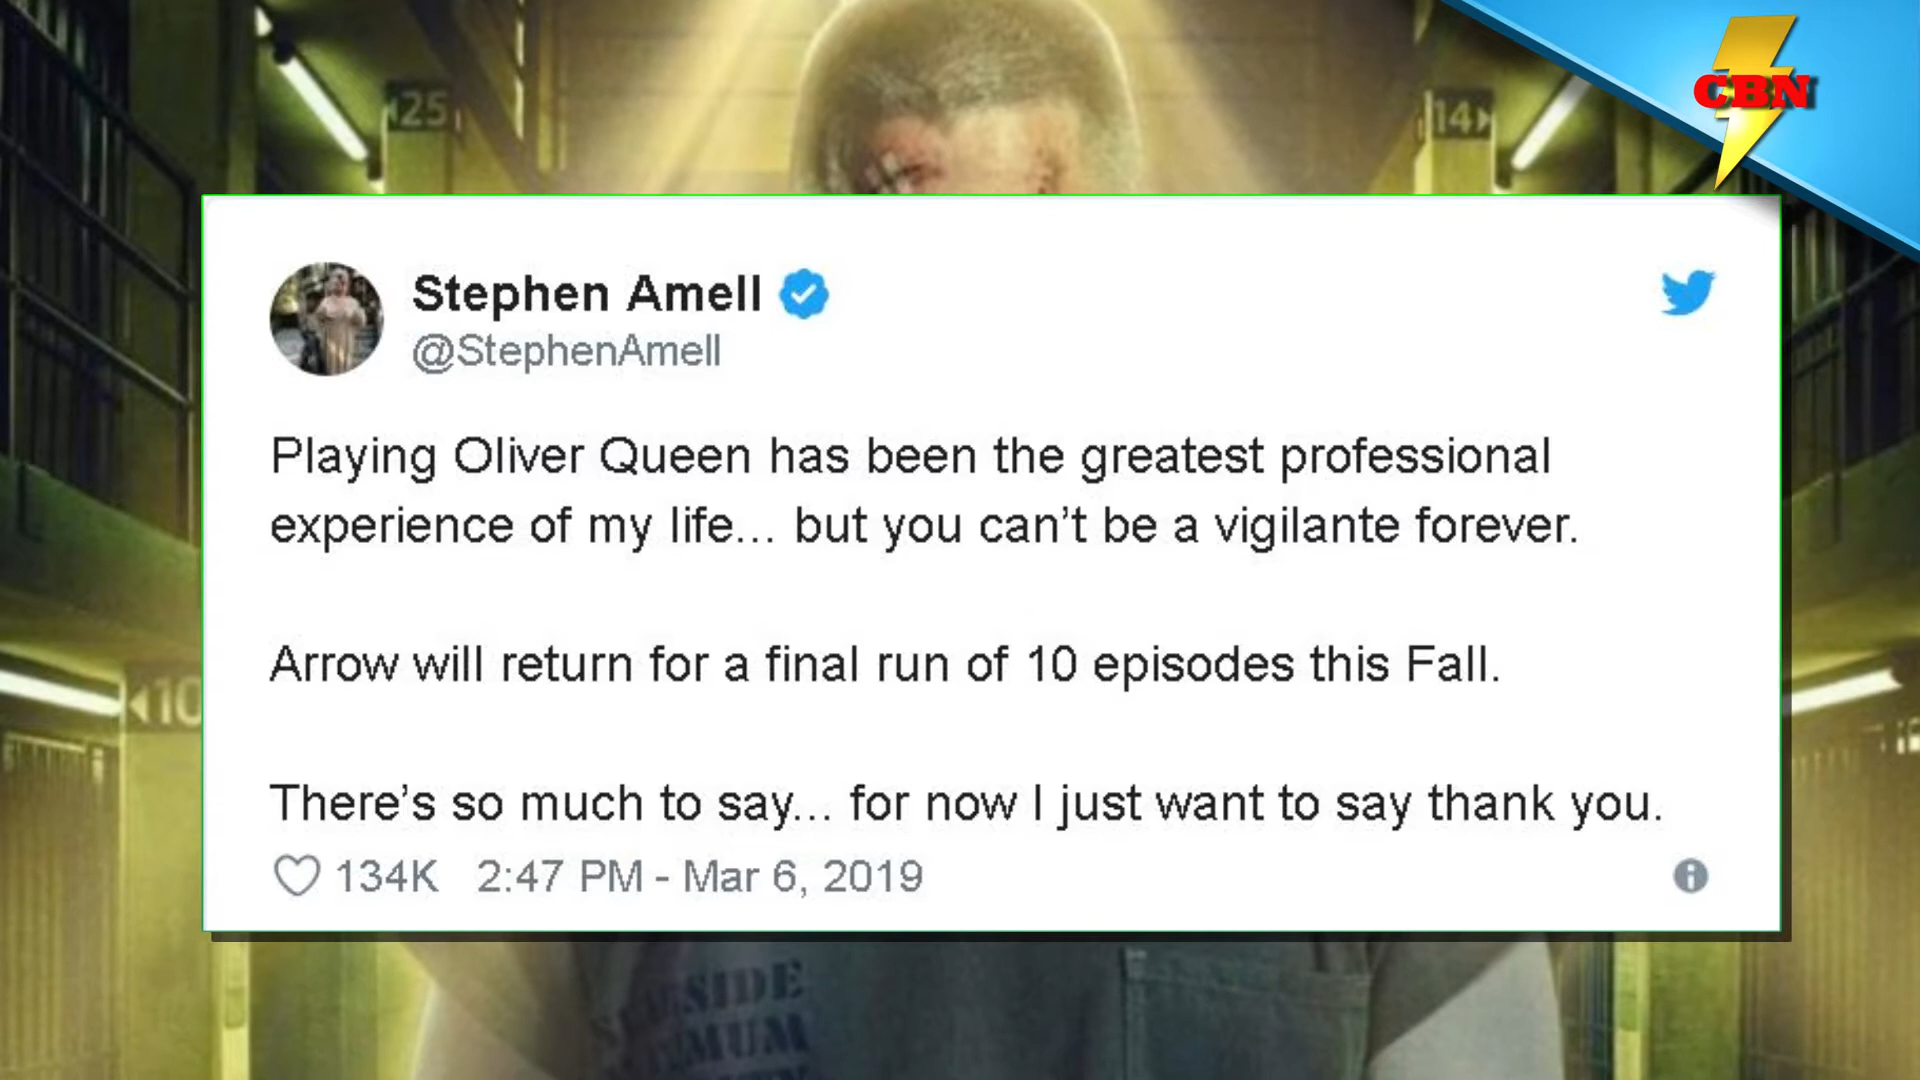 25
14
CBN
Stephen Amell
@StephenAmell
Playing Oliver Queen has been the greatest professional
experience of my life... but you can't be a vigilante forever.
Arrow will return for a final run of 10 episodes this Fall.
10
There's so much to say... for now I just want to say thank you.
134K 2:47 PM - Mar 6, 2019